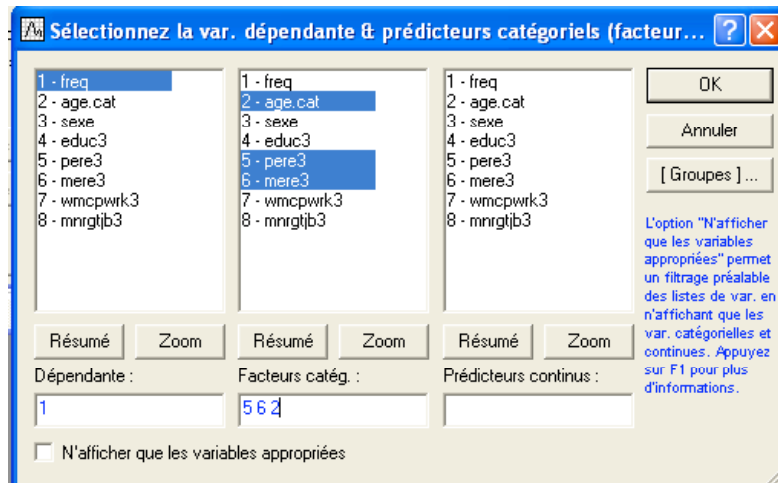 Sélectionnez la var. dépendante & prédicteurs catégoriels (facteur...
1 - freq
2 - age.cat
3 - sexe
4 - educ3
5 - pere3
6 - mere3
7 - wmcpwrk3
8 - mnrgtjb3
Résumé Zoom
Dépendante :
1
1 - freq
2 - age.cat
3 - sexe
4 - educ3
5 - pere3
6 - mere3
7 - wmcpwrk3
8 - mnrgtjb3
Résumé Zoom
Facteurs catég. :
5 6 2
1 - freq
2 - age.cat
3 - sexe
4 - educ3
5 - pere3
6 - mere3
7 - wmcpwrk3
8 - mnrgtjb3
Résumé Zoom
Prédicteurs continus :
OK
Annuler
[ Groupes ] ...
L'option "N'afficher
que les variables
appropriées" permet
un filtrage préalable
des listes de var. en
n'affichant que les
var. catégorielles et
continues. Appuyez
sur F1 pour plus
d'informations.
N'afficher que les variables appropriées